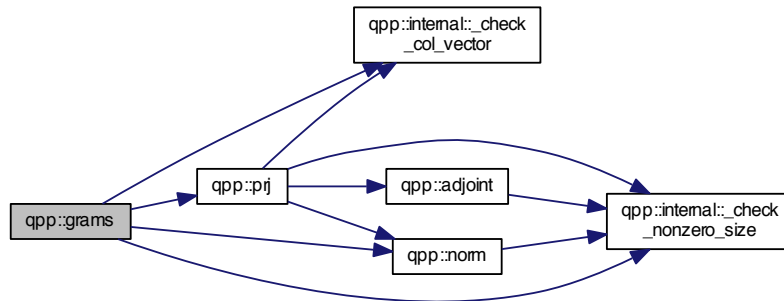 qpp::internal::_check
_col_vector
qpp::prj
qpp::adjoint
qpp::grams
qpp::internal::_check
_nonzero_size
qpp::norm